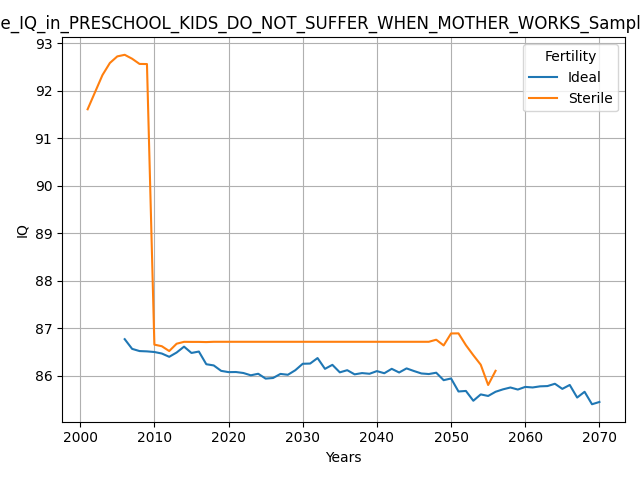 e_IQ_in_PRESCHOOL_KIDS_DO_NOT_SUFFER_WHEN_MOTHER_WORKS_Sampl
93
92
91
90
89
88
87
86
IQ
Fertility
Ideal
Sterile
2000 2010 2020 2030 2040 2050 2060 2070
Years